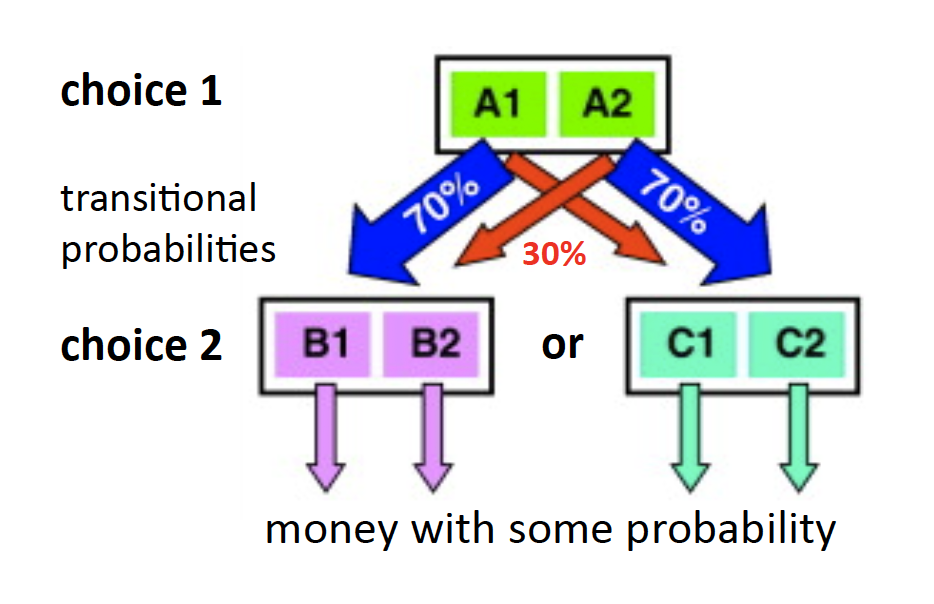 choice 1
A1 A2
transitional
probabilities
70% 70%
30%
choice 2
B1 B2 or C1 C2
money with some probability